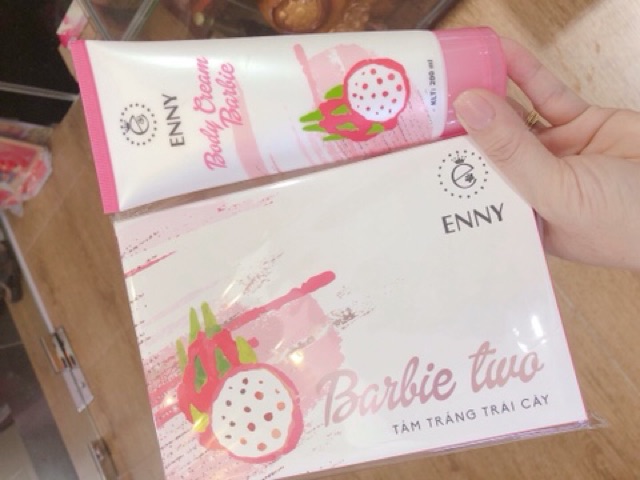 ENNY
Body Cream
Barbie
KLT: 200 ml
ENNY
Barbie two
TẮM TRẮNG TRÁI CÂY